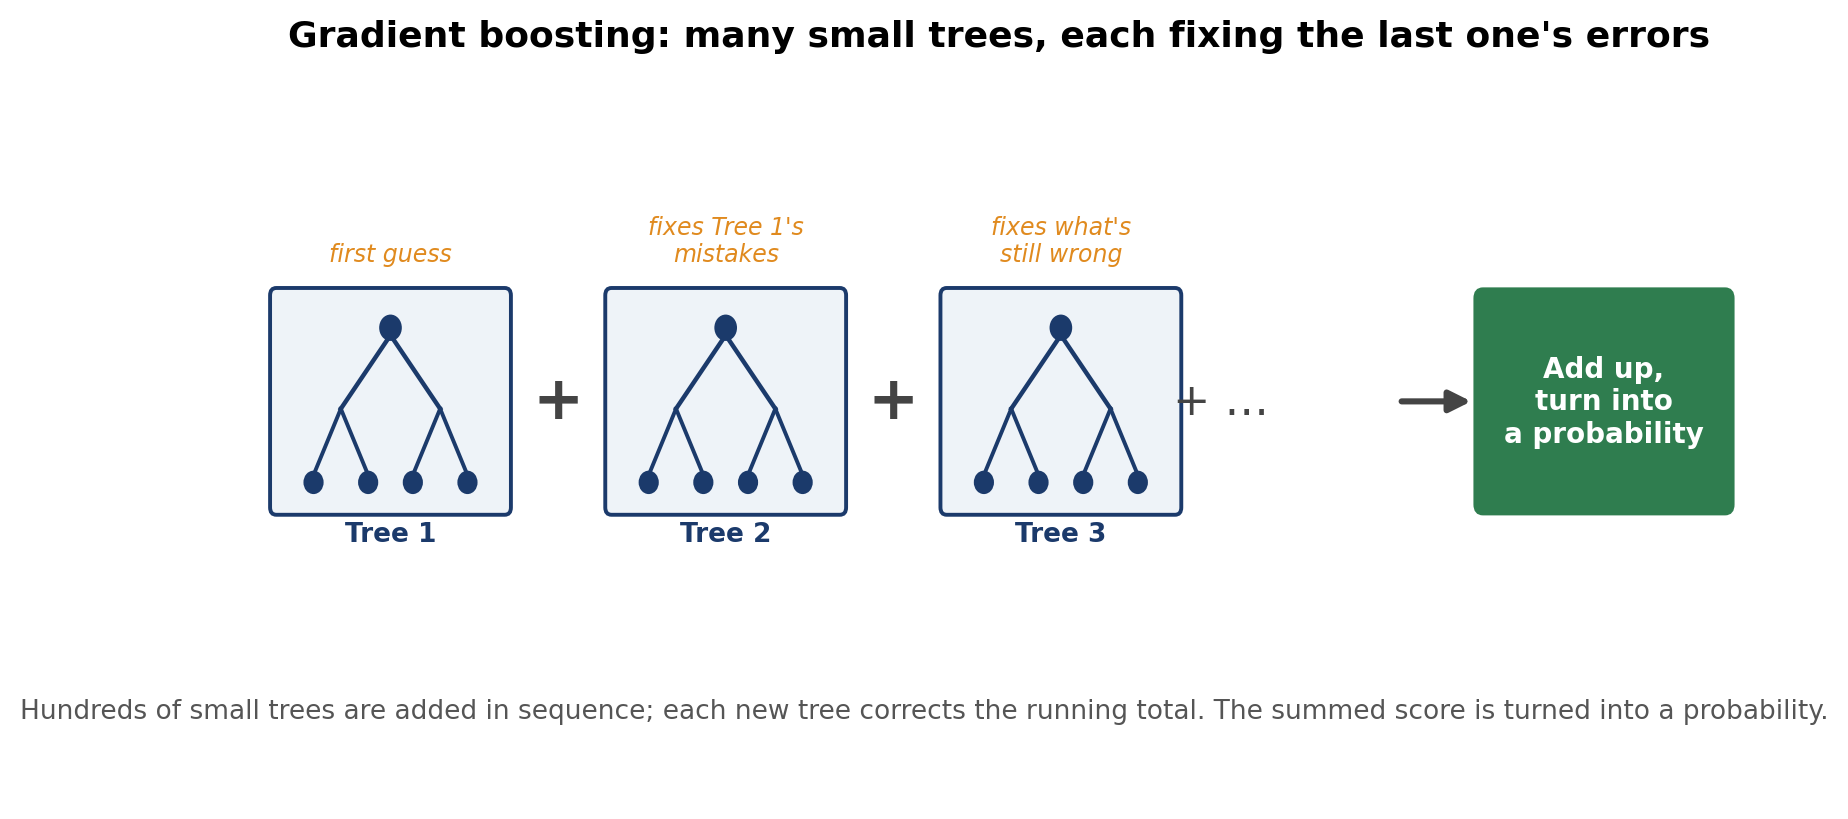 Gradient boosting: many small trees, each fixing the last one's errors
first guess
fixes Tree 1's
mistakes
fixes what's
still wrong
+
+
+ ...
Add up,
turn into
a probability
Tree 1
Tree 2
Tree 3
Hundreds of small trees are added in sequence; each new tree corrects the running total. The summed score is turned into a probability.